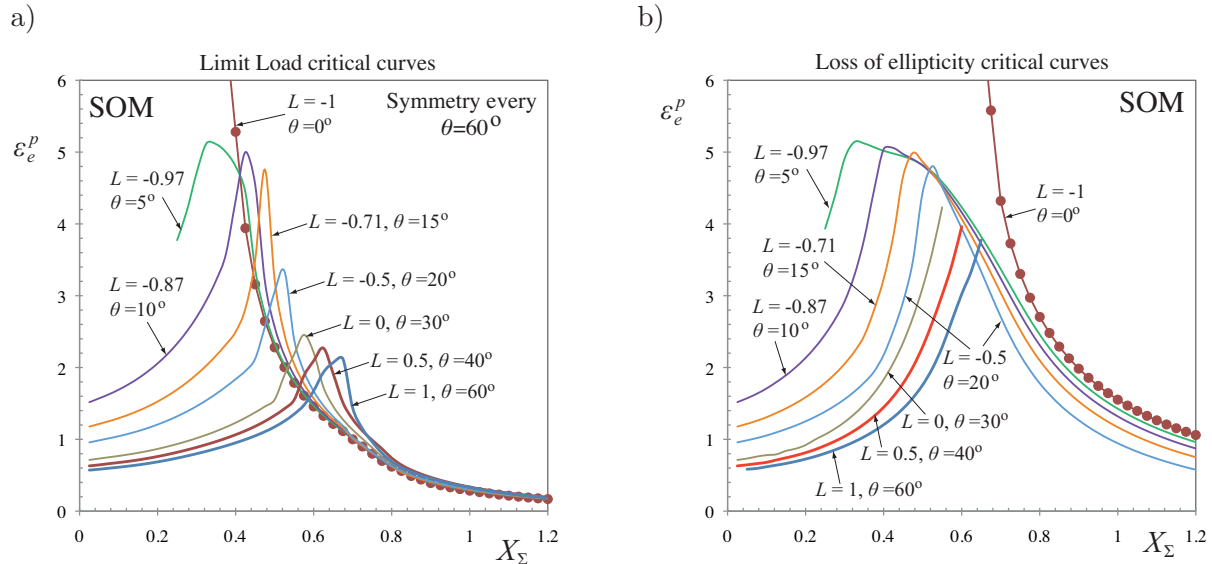 a)
Limit Load critical curves
SOM
L = -1
θ=0°
Symmetry every
θ=60°
ε_e^p
L = -0.97
θ=5°
L = -0.71, θ=15°
L = -0.5, θ=20°
L = -0.87
θ=10°
L = 0, θ=30°
L = 0.5, θ=40°
L = 1, θ=60°
6
5
4
3
2
1
0
0 0.2 0.4 0.6 0.8 1 1.2
X_Σ
b)
Loss of ellipticity critical curves
SOM
ε_e^p
L = -0.97
θ=5°
L = -1
θ=0°
L = -0.71
θ=15°
L = -0.87
θ=10°
L = -0.5
θ=20°
L = 0, θ=30°
L = 0.5, θ=40°
L = 1, θ=60°
6
5
4
3
2
1
0
0 0.2 0.4 0.6 0.8 1 1.2
X_Σ